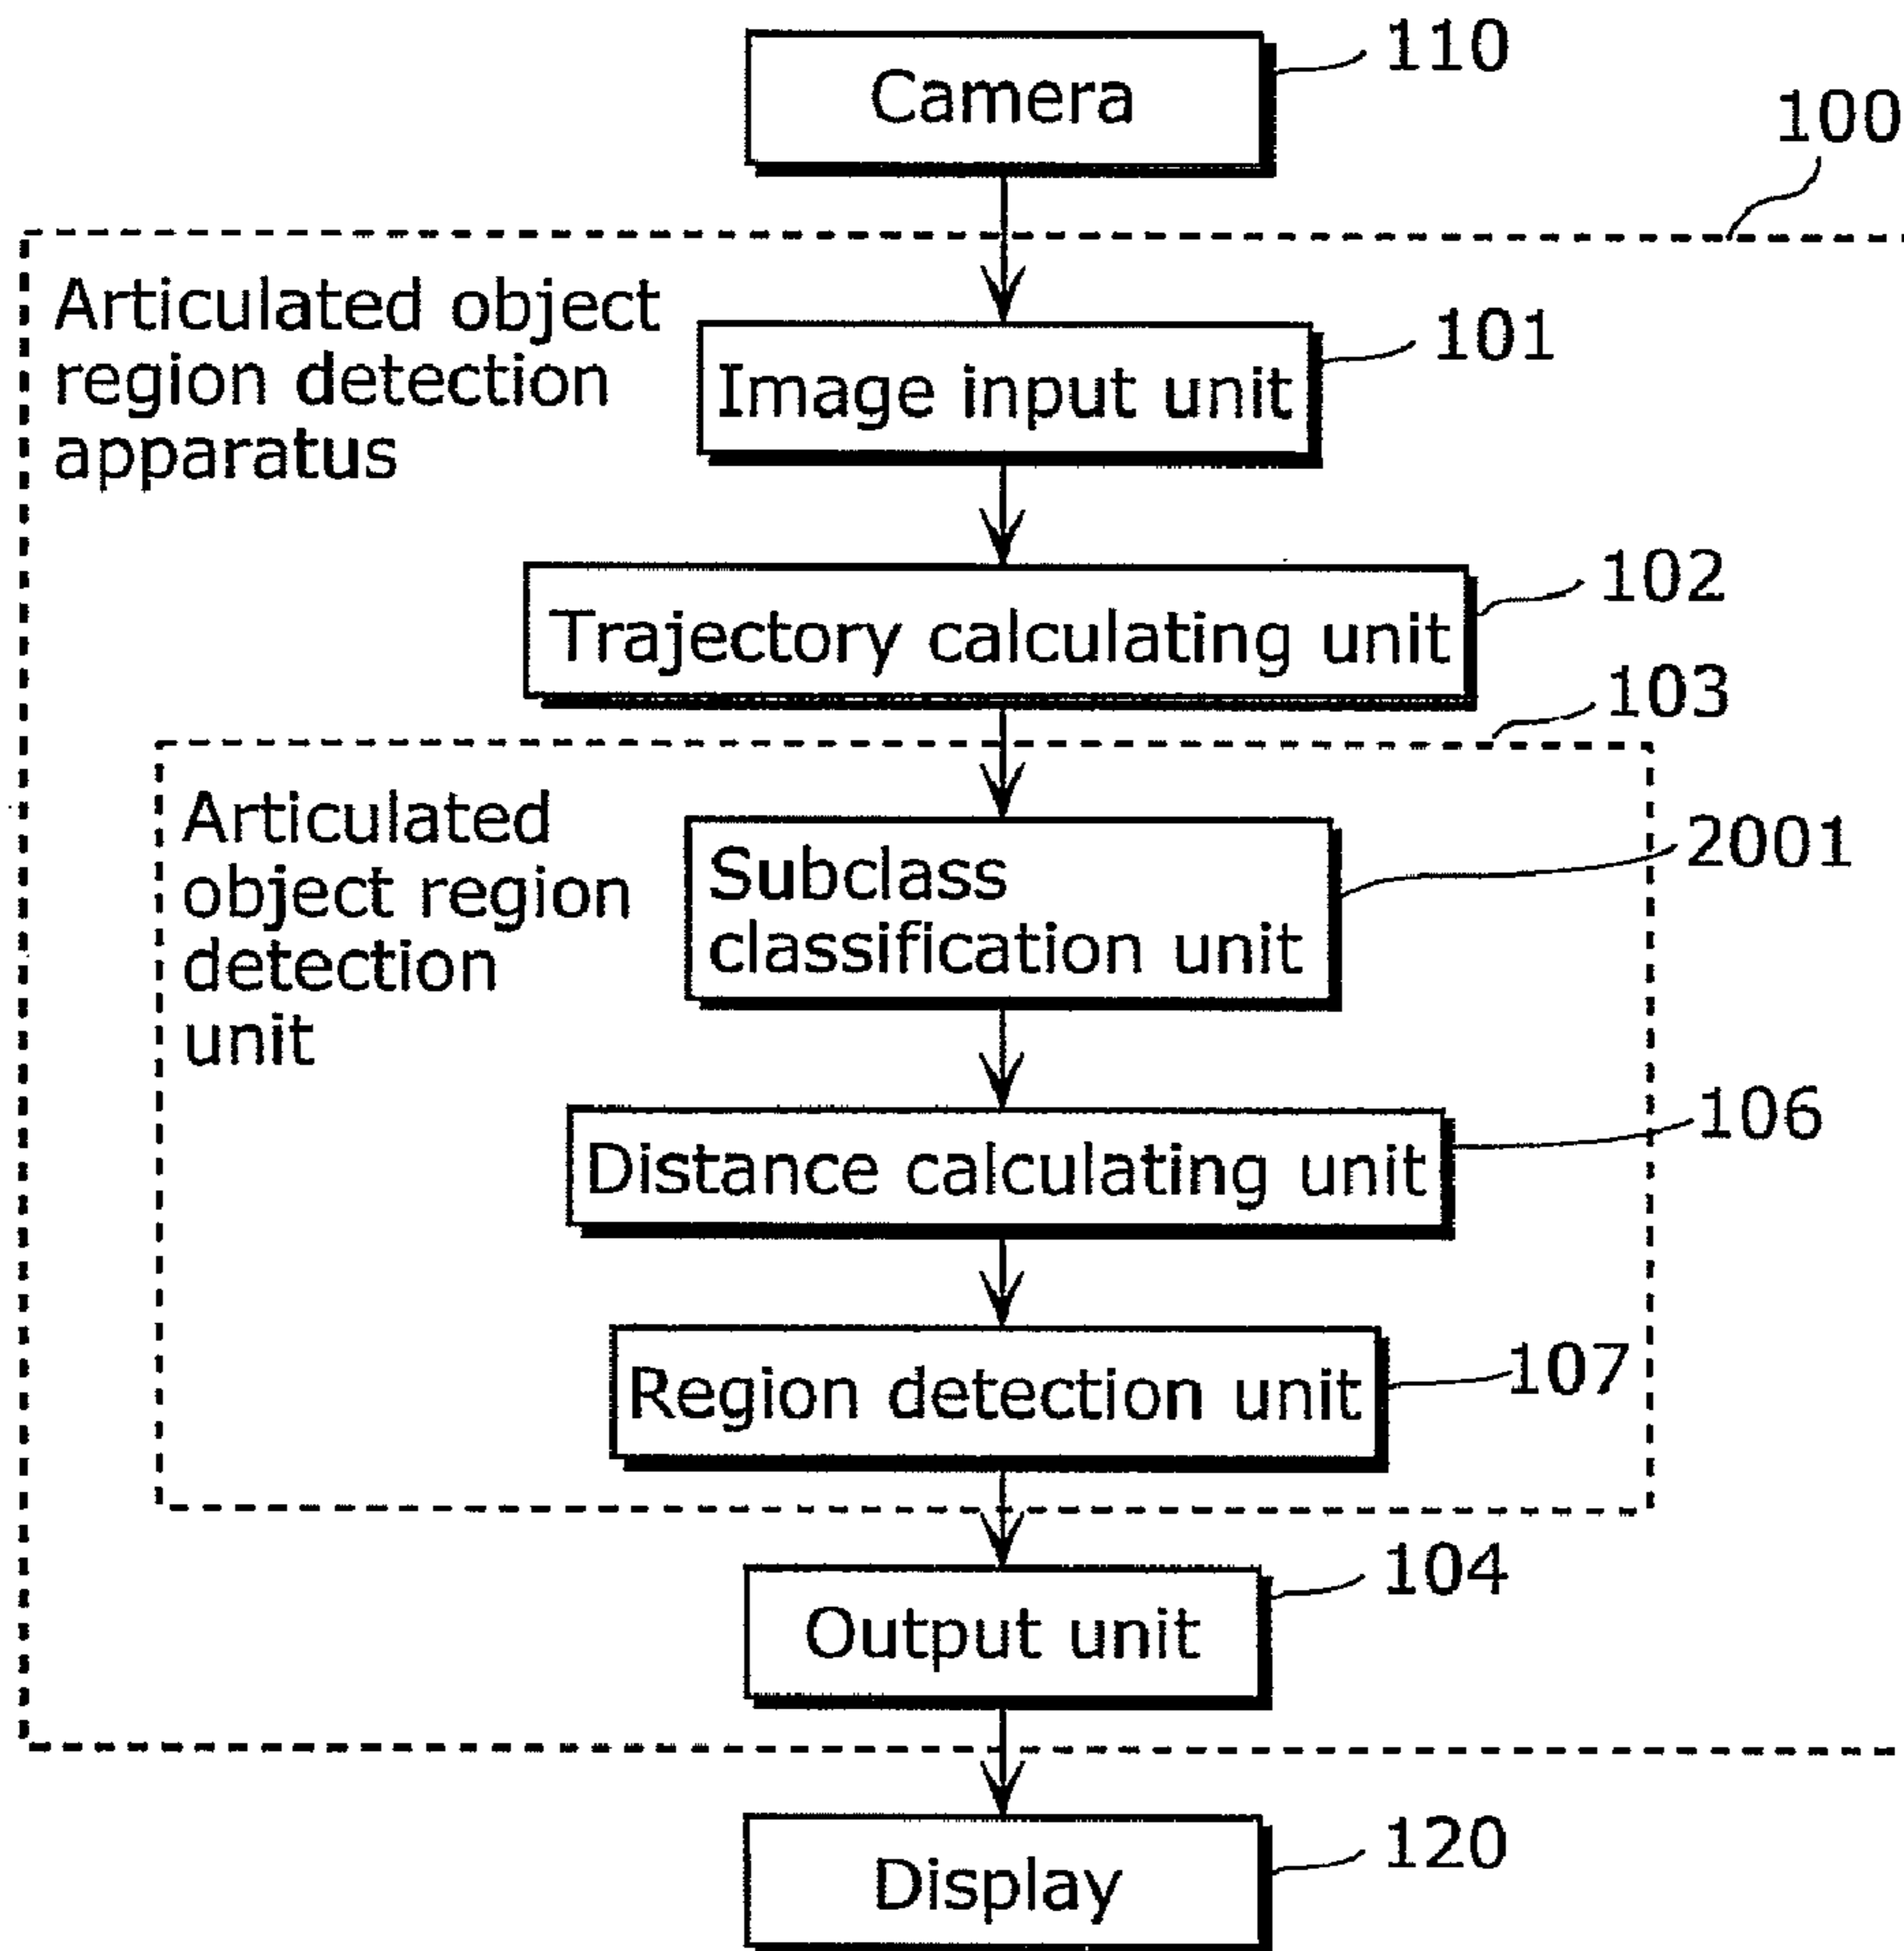 Camera
110
100
Articulated object
region detection
apparatus
Image input unit
101
Trajectory calculating unit
102
103
Articulated
object region
detection
unit
Subclass
classification unit
2001
Distance calculating unit
106
Region detection unit
107
Output unit
104
Display
120